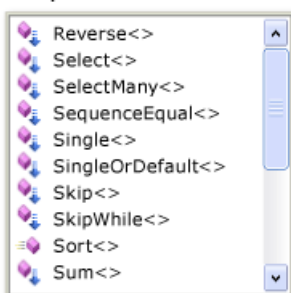 Reverse<>
Select<>
SelectMany<>
SequenceEqual<>
Single<>
SingleOrDefault<>
Skip<>
SkipWhile<>
Sort<>
Sum<>